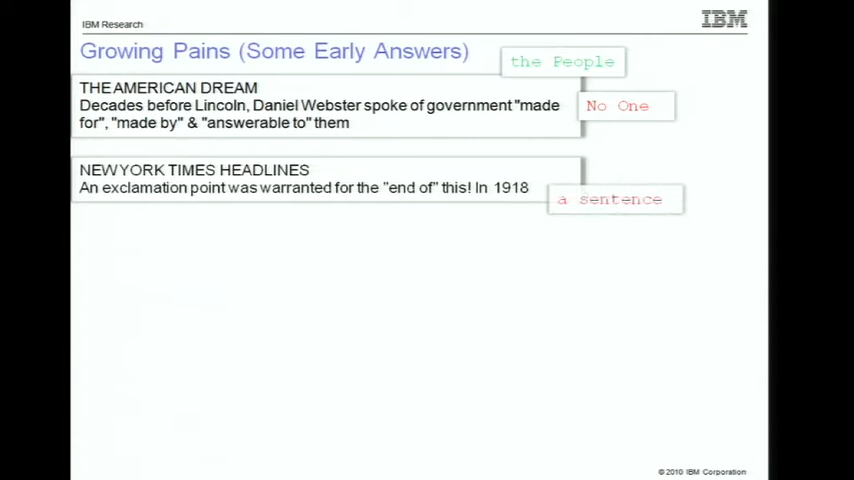 IBM Research
IBM
Growing Pains (Some Early Answers)
the People
THE AMERICAN DREAM
Decades before Lincoln, Daniel Webster spoke of government "made
for", "made by" & "answerable to" them
No One
NEWYORK TIMES HEADLINES
An exclamation point was warranted for the "end of" this! In 1918
a sentence
© 2010 IBM Corporation